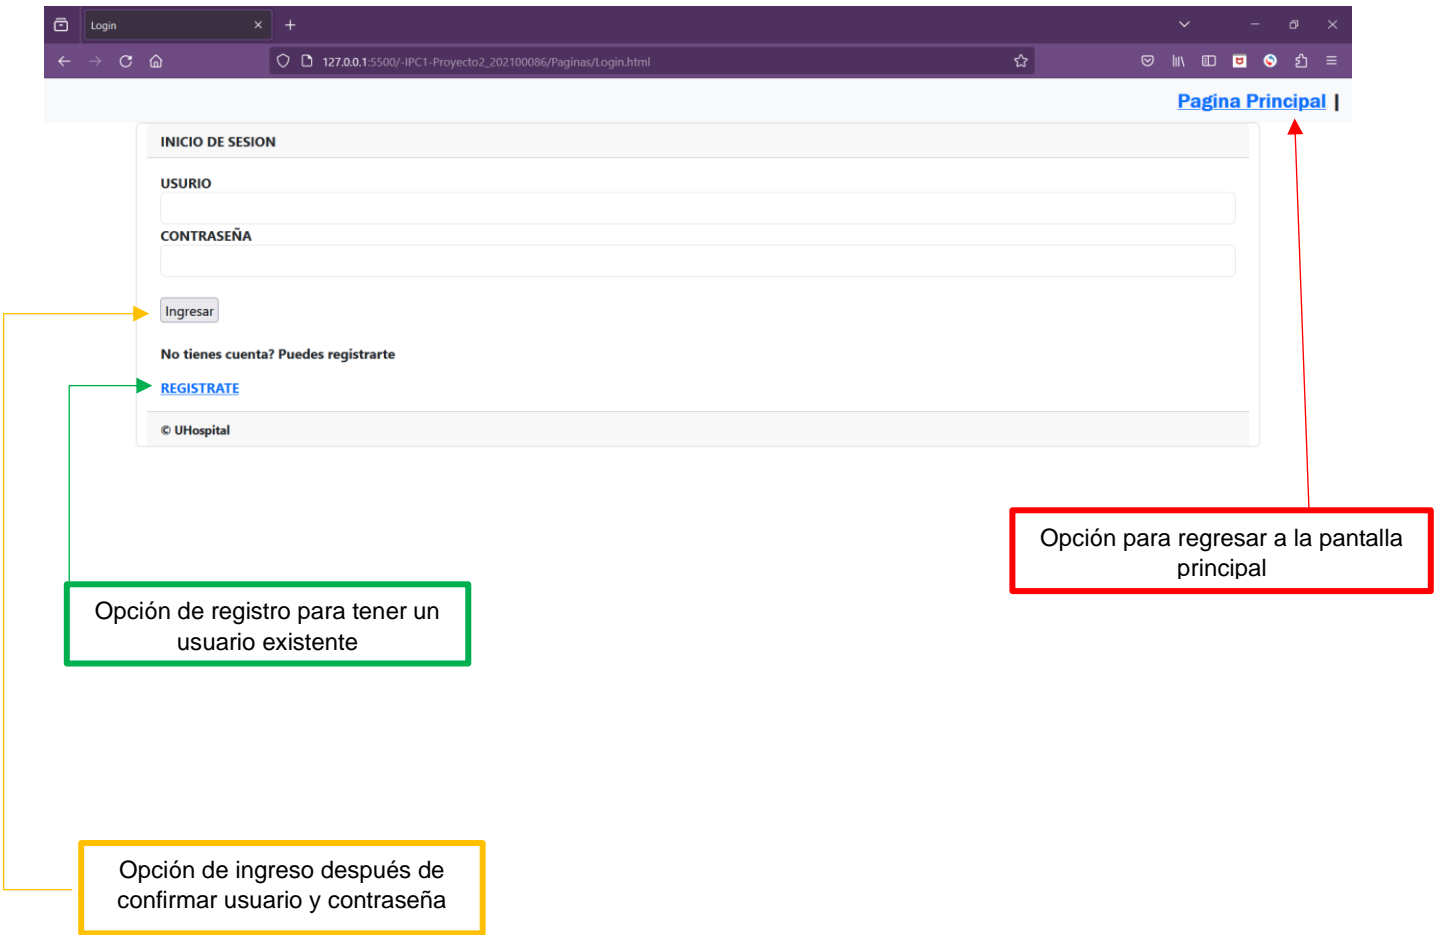 Login
127.0.0.1:5500/-IPC1-Proyecto2_202100086/Paginas/Login.html
Pagina Principal |
INICIO DE SESION
USURIO
CONTRASEÑA
Ingresar
No tienes cuenta? Puedes registrarte
REGISTRATE
© UHospital
Opción para regresar a la pantalla
principal
Opción de registro para tener un
usuario existente
Opción de ingreso después de
confirmar usuario y contraseña